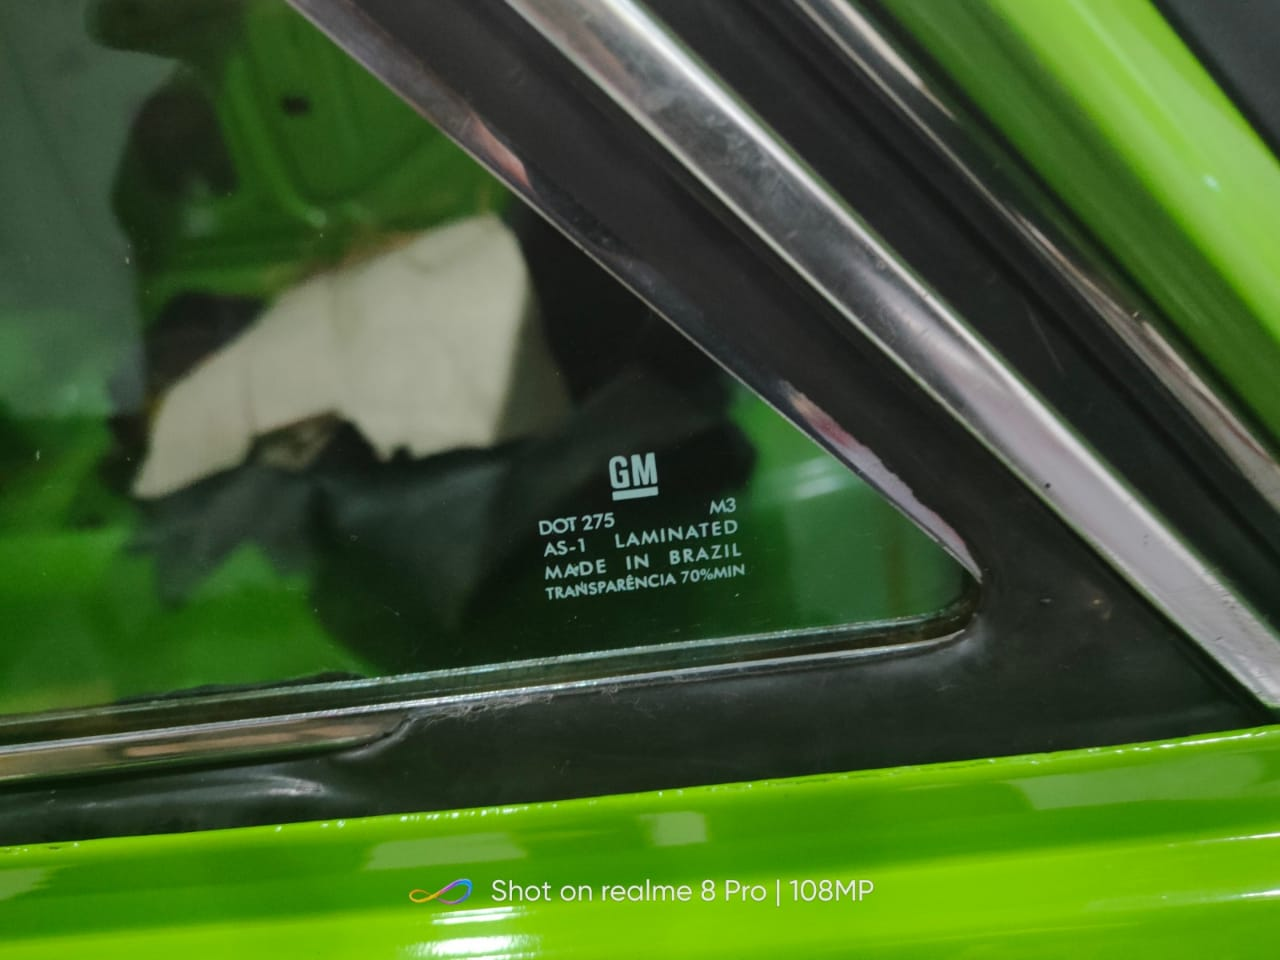 GM
DOT 275 M3
AS-1 LAMINATED
MADE IN BRAZIL
TRANSPARÊNCIA 70%MIN
Shot on realme 8 Pro | 108MP